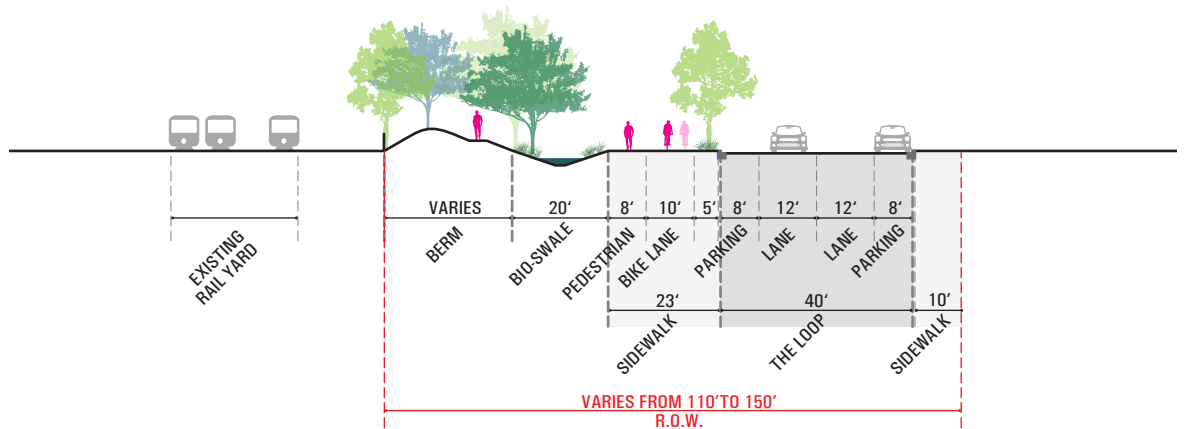 VARIES
20‘
8‘
10‘
5‘
8‘
12‘
12‘
8‘
EXISTING
RAIL YARD
BERM
BIO-SWALE
PEDESTRIAN
BIKE LANE
PARKING
LANE
LANE
PARKING
23‘
40‘
10’
SIDEWALK
THE LOOP
SIDEWALK
VARIES FROM 110’TO 150’
R.O.W.